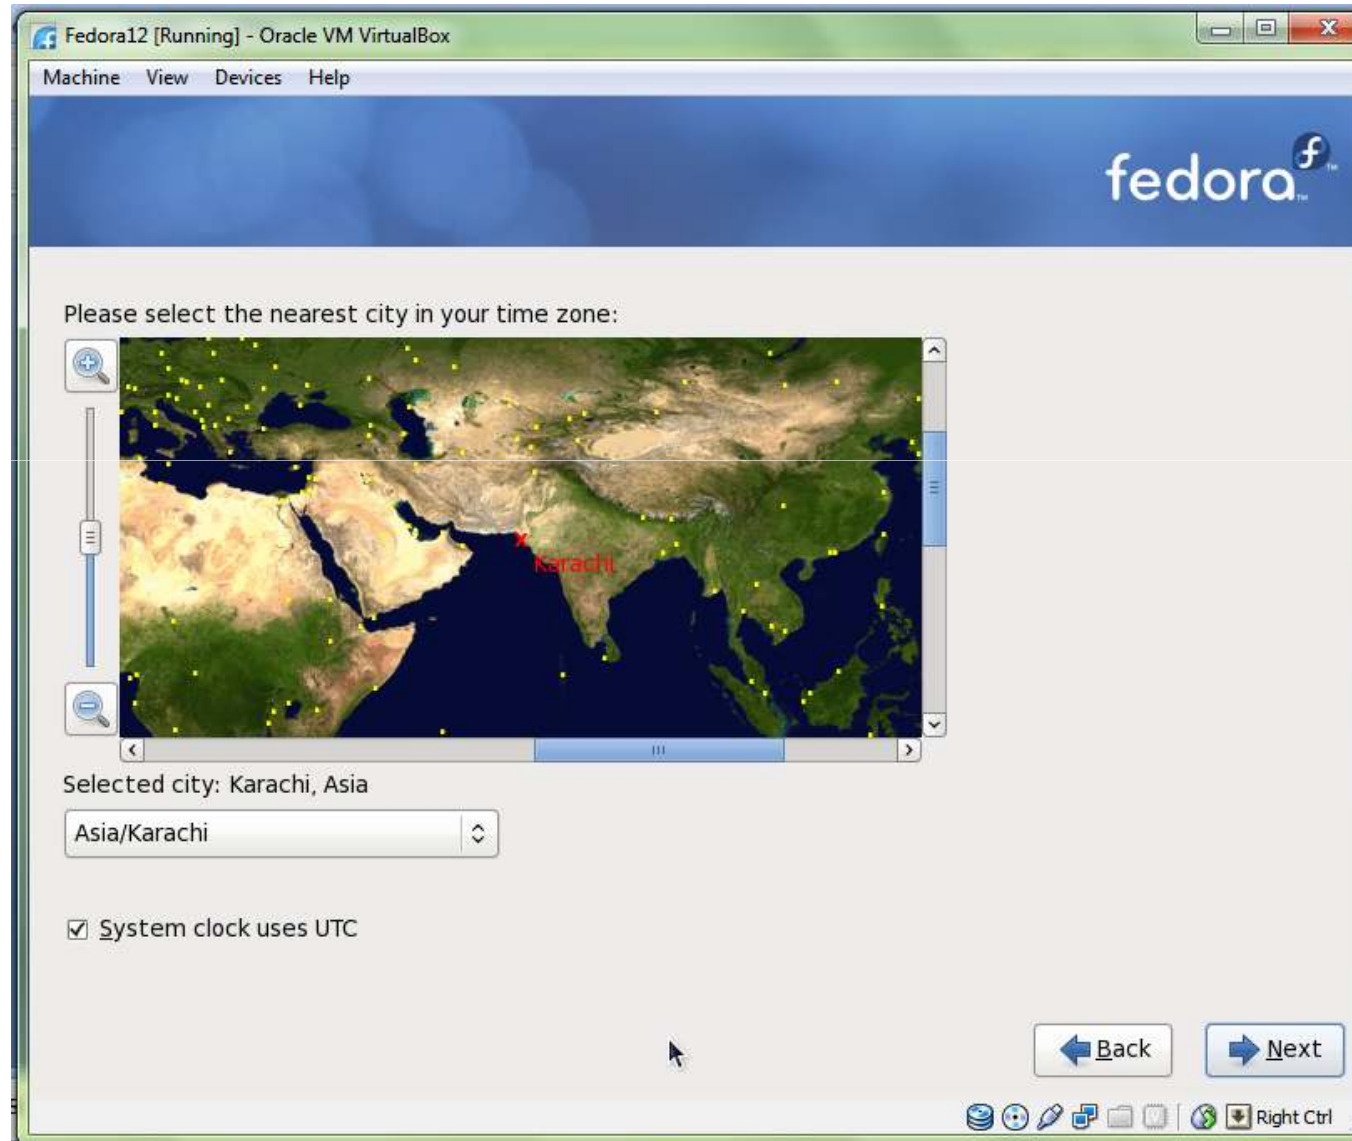 Fedora12 [Running] - Oracle VM VirtualBox
Machine View Devices Help
fedora
Please select the nearest city in your time zone:
Karachi
Selected city: Karachi, Asia
Asia/Karachi
System clock uses UTC
Back Next
Right Ctrl